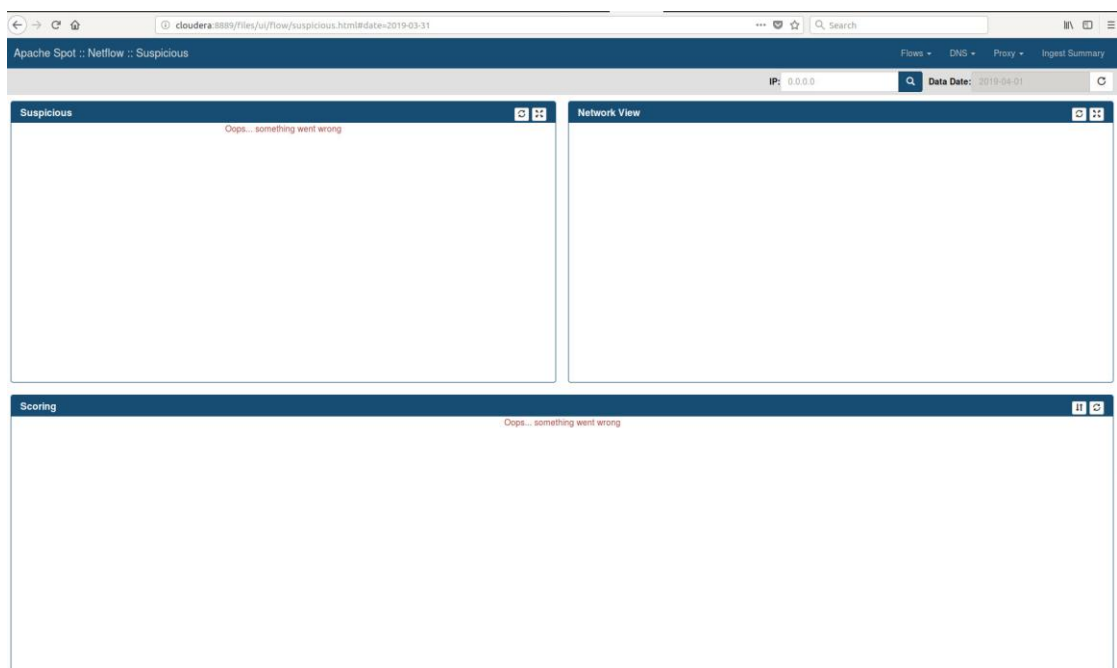 cloudera:8889/files/ui/flow/suspicious.html#date=2019-03-31
Search
Apache Spot :: Netflow :: Suspicious
Flows
DNS
Proxy
Ingest Summary
IP: 0.0.0.0
Data Date: 2019-04-01
Suspicious
Oops... something went wrong
Network View
Scoring
Oops... something went wrong